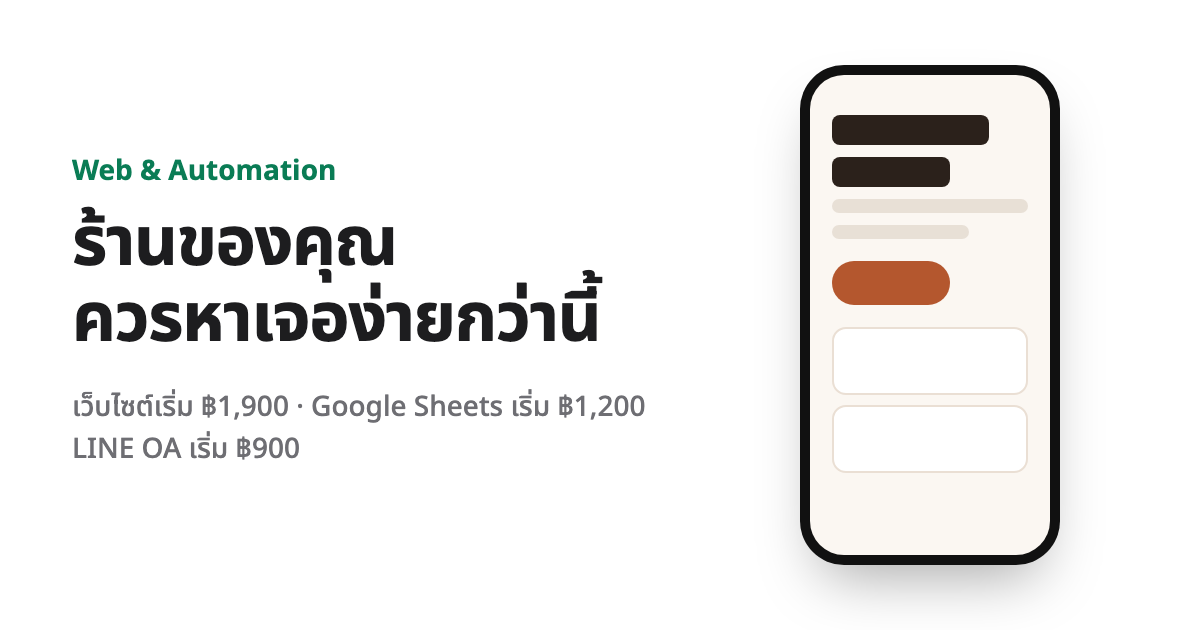 Web & Automation
ร้านของคุณ
ควรหาเจอง่ายกว่านี้
เว็บไซต์เริ่ม ฿1,900 · Google Sheets เริ่ม ฿1,200
LINE OA เริ่ม ฿900